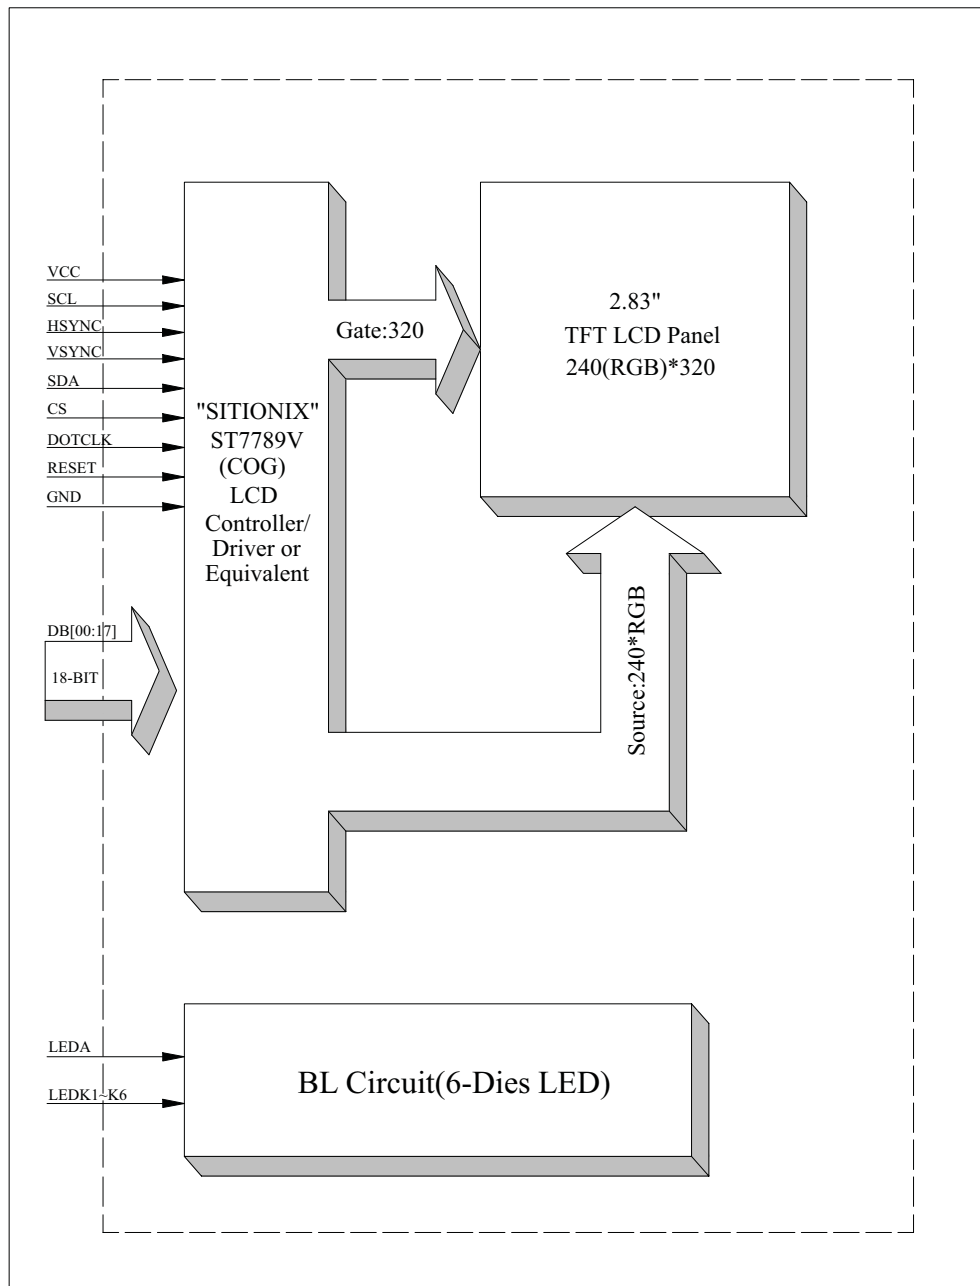 VCC
SCL
HSYNC
VSYNC
SDA
CS
DOTCLK
RESET
GND
DB[00:17]
18-BIT
"SITIONIX"
ST7789V
(COG)
LCD
Controller/
Driver or
Equivalent
Gate:320
2.83"
TFT LCD Panel
240(RGB)*320
Source:240*RGB
LEDA
LEDK1~K6
BL Circuit(6-Dies LED)